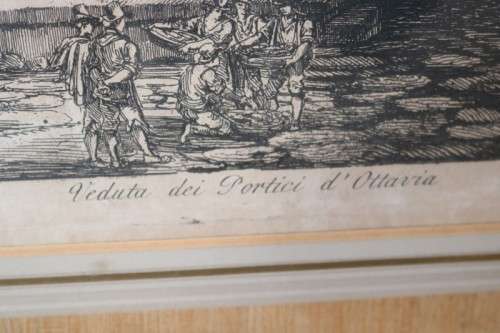 Veduta dei Portici d'Ottavia